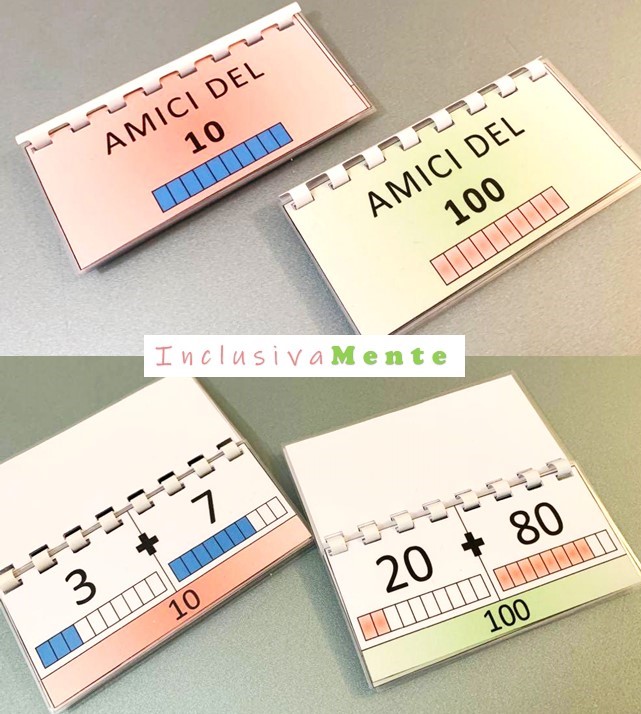 AMICI DEL
10
AMICI DEL
100
InclusivaMente
3 + 7
10
20 + 80
100